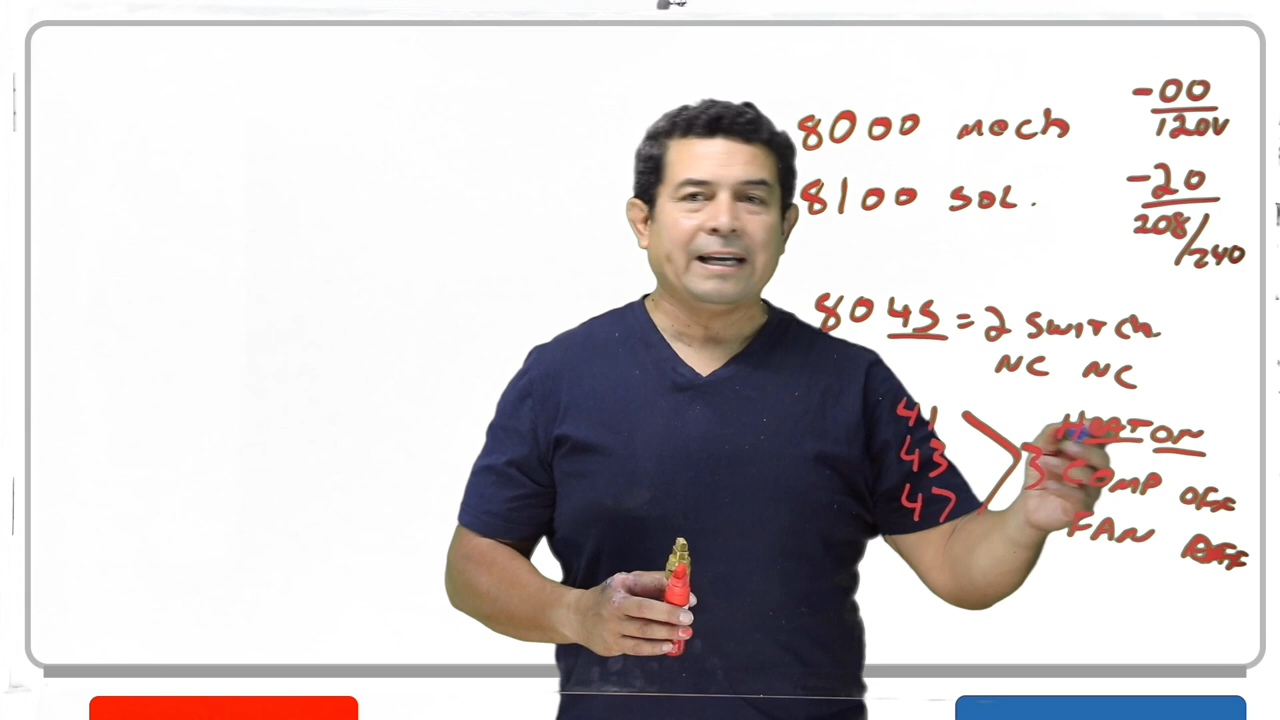 8000 mech -00
120V
8100 SOL. -20
208/240
8045 = 2 SWITCH
NC NC
41 HEAT ON
43 3 COMP OFF
47 FAN OFF